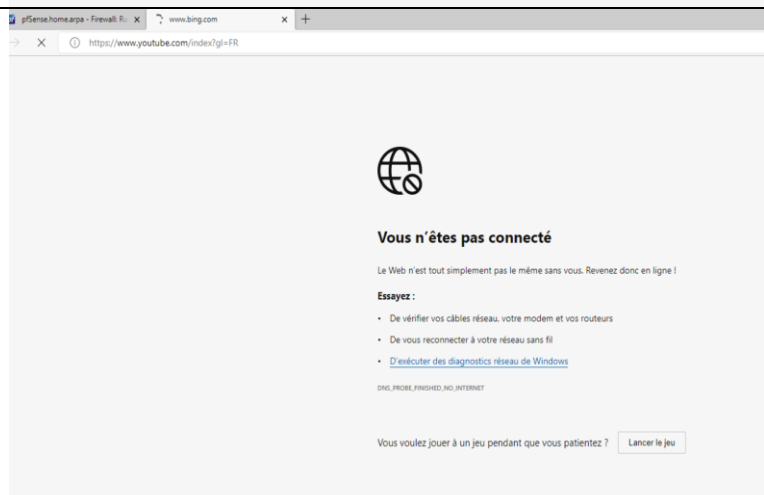 pfSense.home.arpa - Firewall: Ru
www.bing.com
https://www.youtube.com/index?gl=FR
Vous n'êtes pas connecté
Le Web n'est tout simplement pas le même sans vous. Revenez donc en ligne !
Essayez :
• De vérifier vos câbles réseau, votre modem et vos routeurs
• De vous reconnecter à votre réseau sans fil
• D'exécuter des diagnostics réseau de Windows
DNS_PROBE_FINISHED_NO_INTERNET
Vous voulez jouer à un jeu pendant que vous patientez ? Lancer le jeu